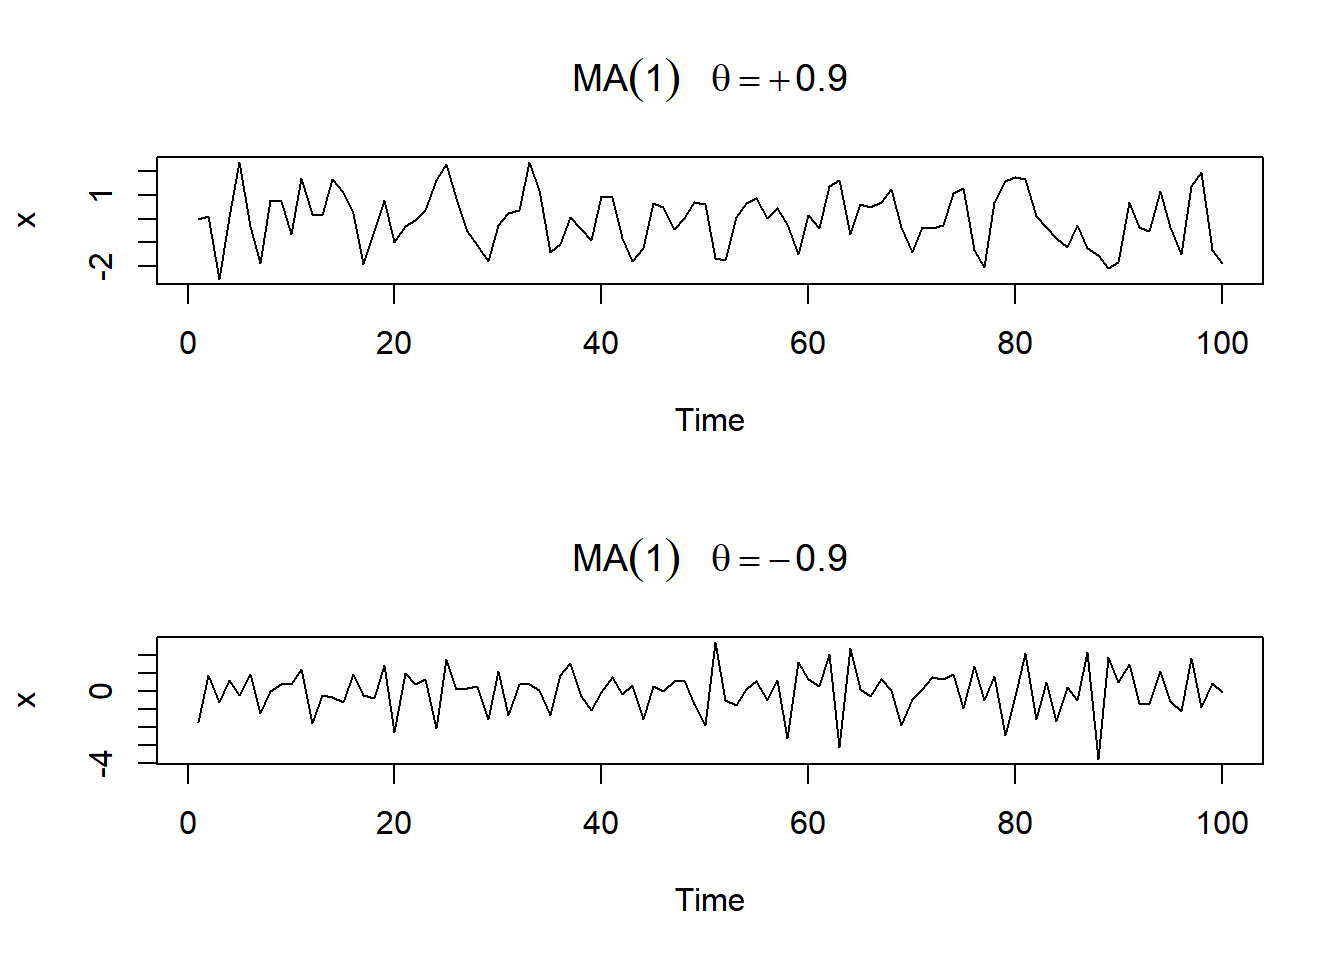 MA(1) θ = +0.9
x
1
-2
0 20 40 60 80 100
Time
MA(1) θ = −0.9
x
0
-4
0 20 40 60 80 100
Time